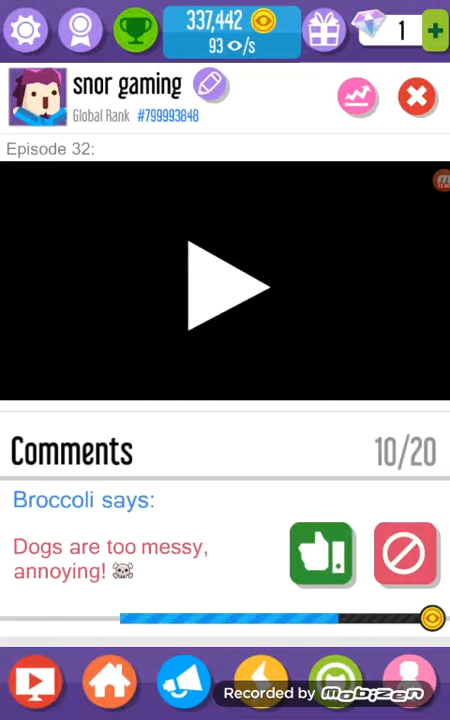 337,442
93 /s
1
snor gaming
Global Rank #799993848
Episode 32:
Comments 10/20
Broccoli says:
Dogs are too messy,
annoying! ☠
Recorded by MOBIZEN